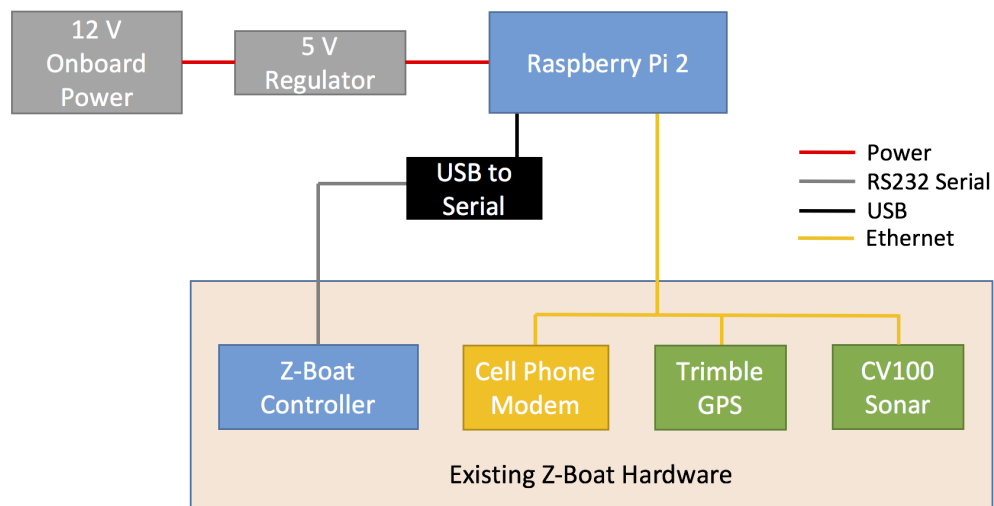 12 V
Onboard
Power
5 V
Regulator
Raspberry Pi 2
USB to
Serial
Power
RS232 Serial
USB
Ethernet
Z-Boat
Controller
Cell Phone
Modem
Trimble
GPS
CV100
Sonar
Existing Z-Boat Hardware